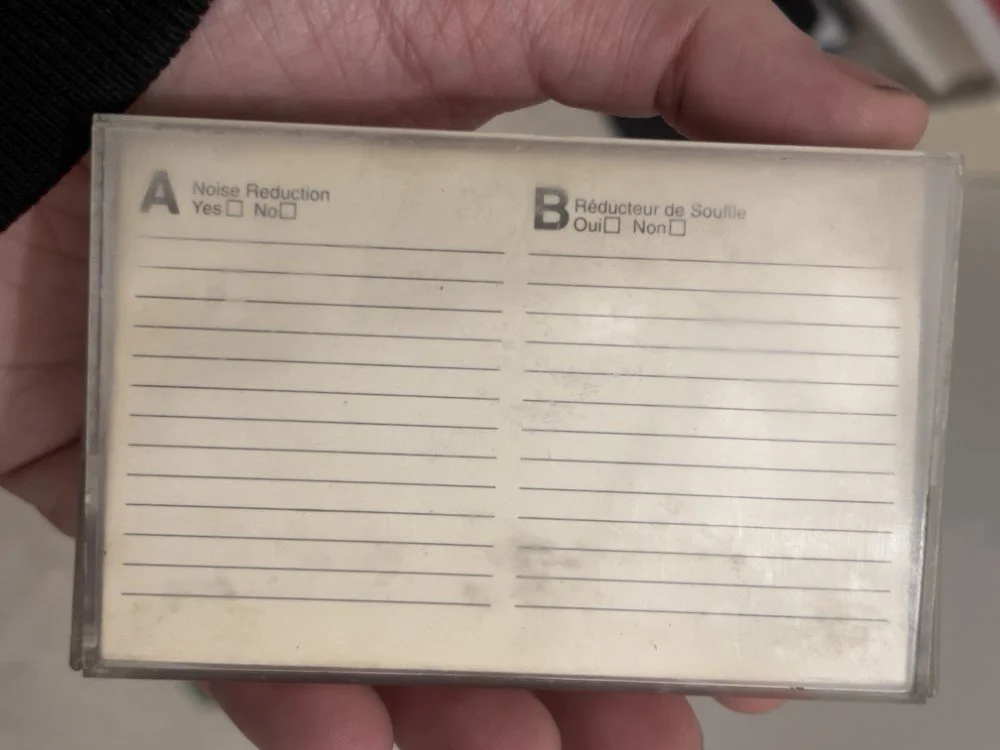 A Noise Reduction
Yes☐ No☐
B Réducteur de Souffle
Oui☐ Non☐